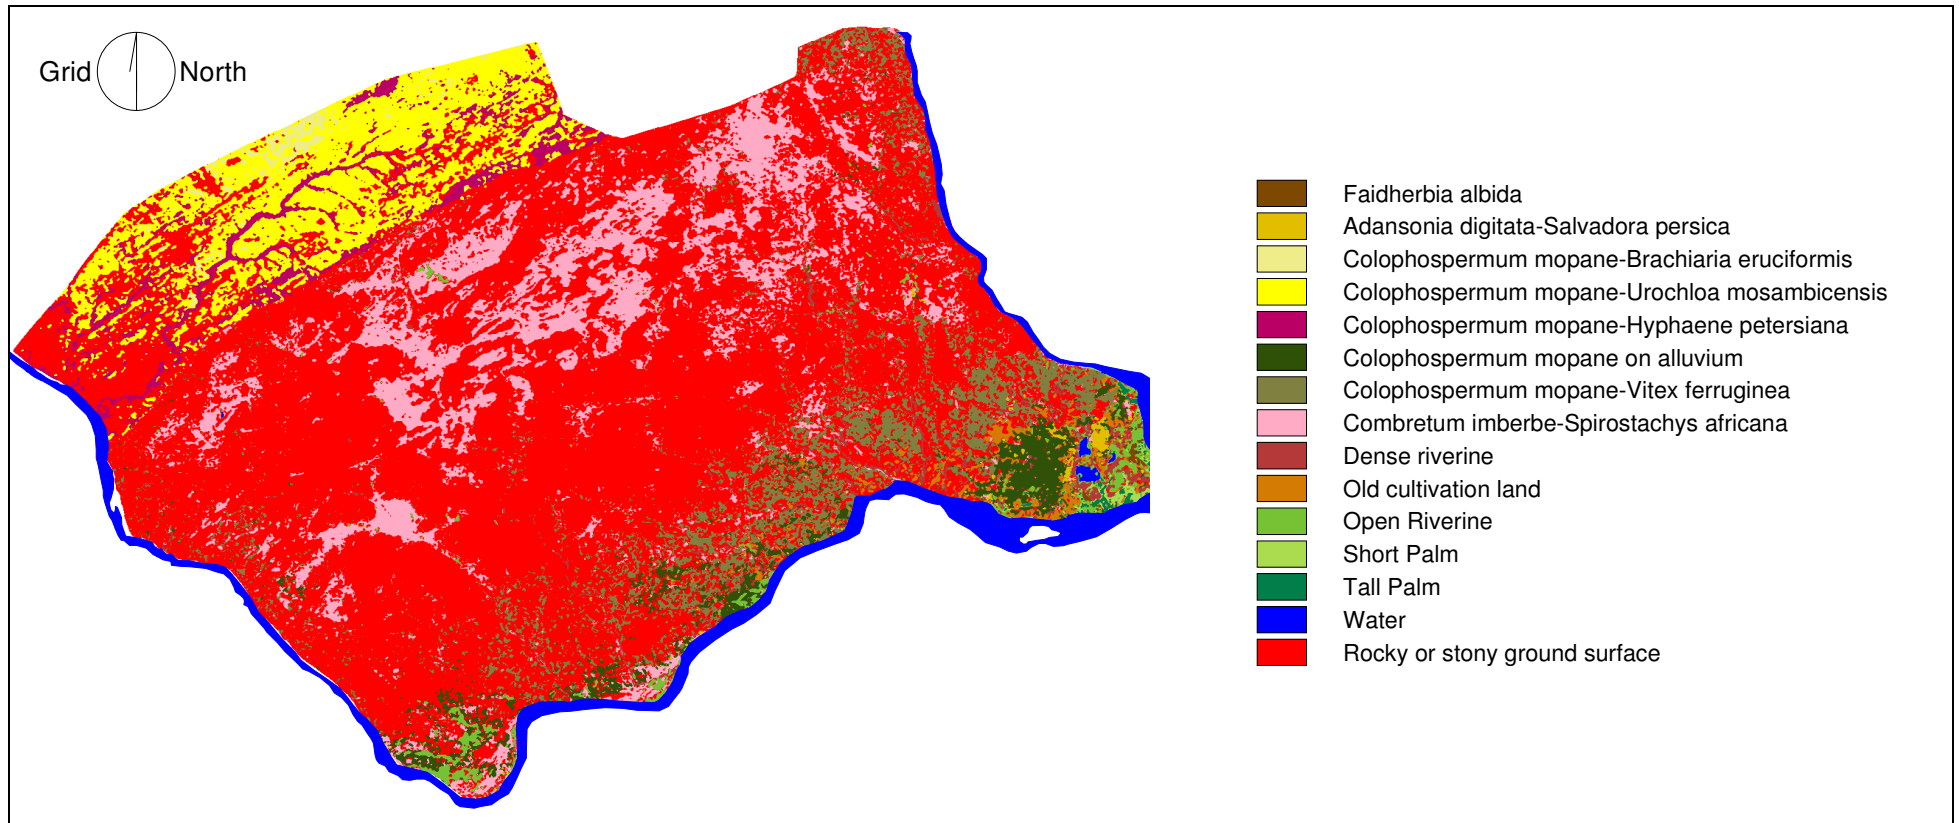 Grid North
Faidherbia albida
Adansonia digitata-Salvadora persica
Colophospermum mopane-Brachiaria eruciformis
Colophospermum mopane-Urochloa mosambicensis
Colophospermum mopane-Hyphaene petersiana
Colophospermum mopane on alluvium
Colophospermum mopane-Vitex ferruginea
Combretum imberbe-Spirostachys africana
Dense riverine
Old cultivation land
Open Riverine
Short Palm
Tall Palm
Water
Rocky or stony ground surface